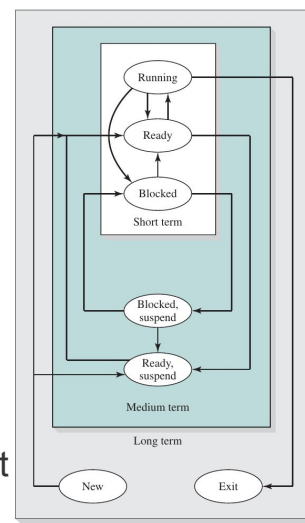 Running
Ready
Blocked
Short term
Blocked,
suspend
Ready,
suspend
Medium term
Long term
t
New
Exit